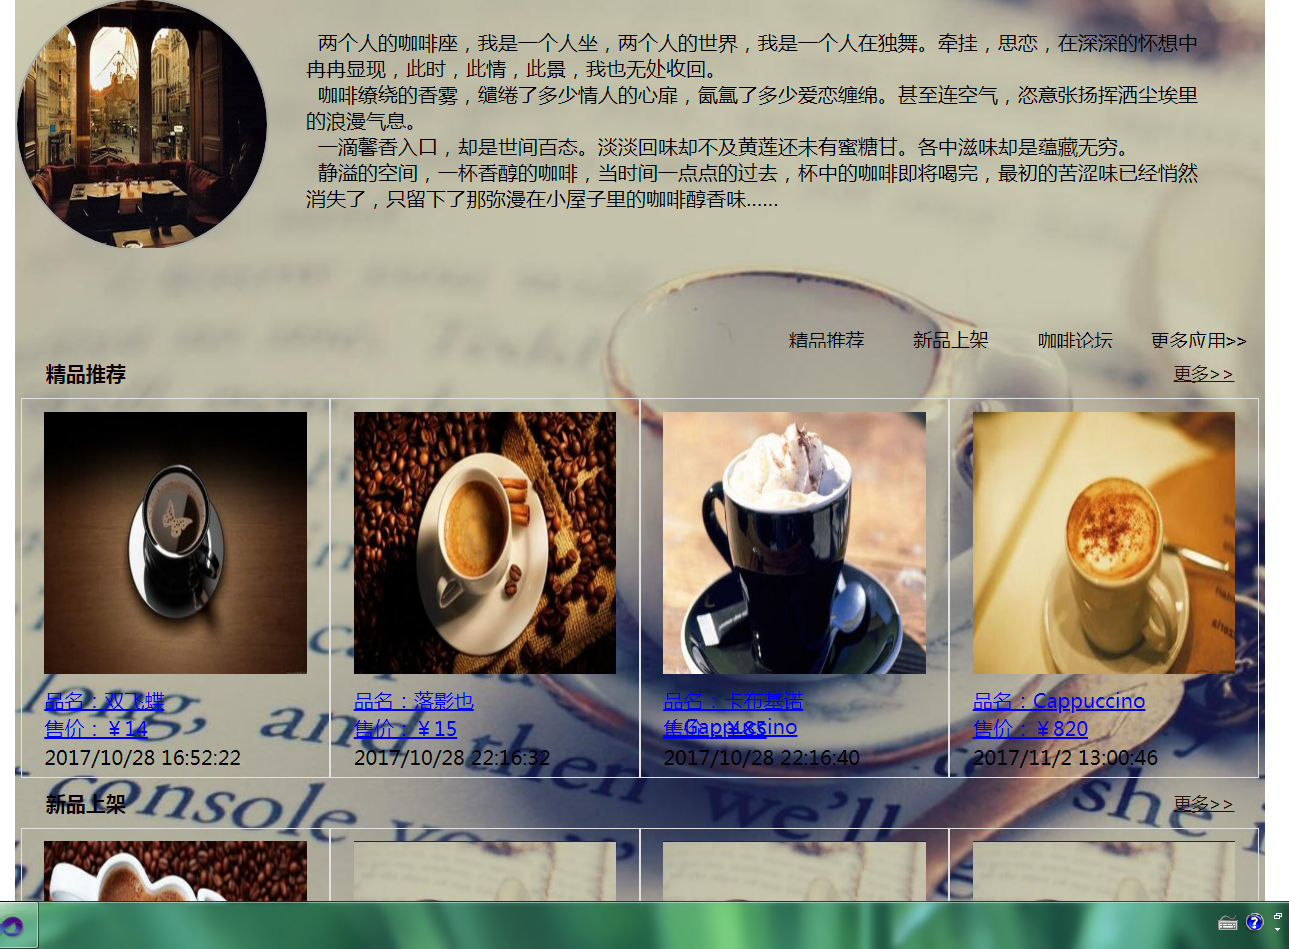 两个人的咖啡座，我是一个人坐，两个人的世界，我是一个人在独舞。牵挂，思恋，在深深的怀想中
冉冉显现，此时，此情，此景，我也无处收回。
咖啡缭绕的香雾，缱绻了多少情人的心扉，氤氲了多少爱恋缠绵。甚至连空气，恣意张扬挥洒尘埃里
的浪漫气息。
一滴馨香入口，却是世间百态。淡淡回味却不及黄莲还未有蜜糖甘。各中滋味却是蕴藏无穷。
静溢的空间，一杯香醇的咖啡，当时间一点点的过去，杯中的咖啡即将喝完，最初的苦涩味已经悄然
消失了，只留下了那弥漫在小屋子里的咖啡醇香味……
精品推荐 新品上架 咖啡论坛 更多应用>>
精品推荐 更多>>
品名：双飞蝶
售价：￥14
2017/10/28 16:52:22
品名：落影也
售价：￥15
2017/10/28 22:16:32
品名：卡布基诺
（Cappuccino
售价：￥85
2017/10/28 22:16:40
品名：Cappuccino
售价：￥820
2017/11/2 13:00:46
long, and then we'll
console you
she i
新品上架 更多>>